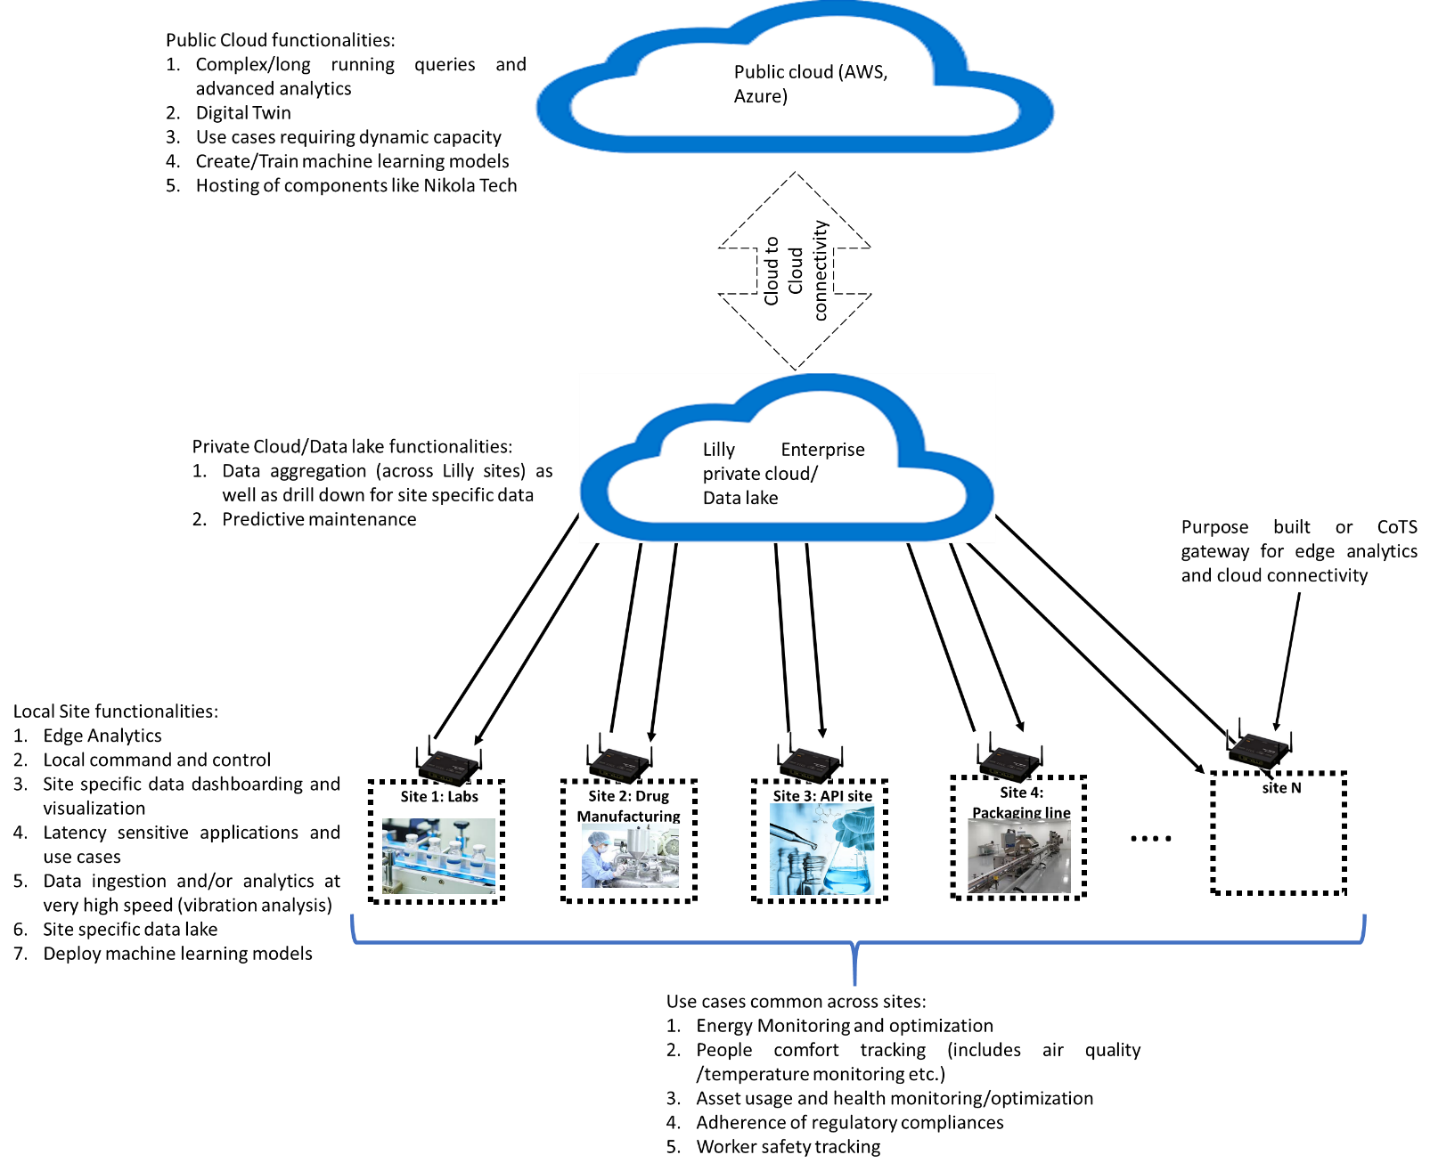 Public Cloud functionalities:
1. Complex/long running queries and
advanced analytics
2. Digital Twin
3. Use cases requiring dynamic capacity
4. Create/Train machine learning models
5. Hosting of components like Nikola Tech
Public cloud (AWS,
Azure)
Cloud to
Cloud
connectivity
Private Cloud/Data lake functionalities:
1. Data aggregation (across Lilly sites) as
well as drill down for site specific data
2. Predictive maintenance
Lilly Enterprise
private cloud/
Data lake
Purpose built or CoTS
gateway for edge analytics
and cloud connectivity
Local Site functionalities:
1. Edge Analytics
2. Local command and control
3. Site specific data dashboarding and
visualization
4. Latency sensitive applications and
use cases
5. Data ingestion and/or analytics at
very high speed (vibration analysis)
6. Site specific data lake
7. Deploy machine learning models
Site 1: Labs
Site 2: Drug
Manufacturing
Site 3: API site
Site 4:
Packaging line
....
site N
Use cases common across sites:
1. Energy Monitoring and optimization
2. People comfort tracking (includes air quality
/temperature monitoring etc.)
3. Asset usage and health monitoring/optimization
4. Adherence of regulatory compliances
5. Worker safety tracking